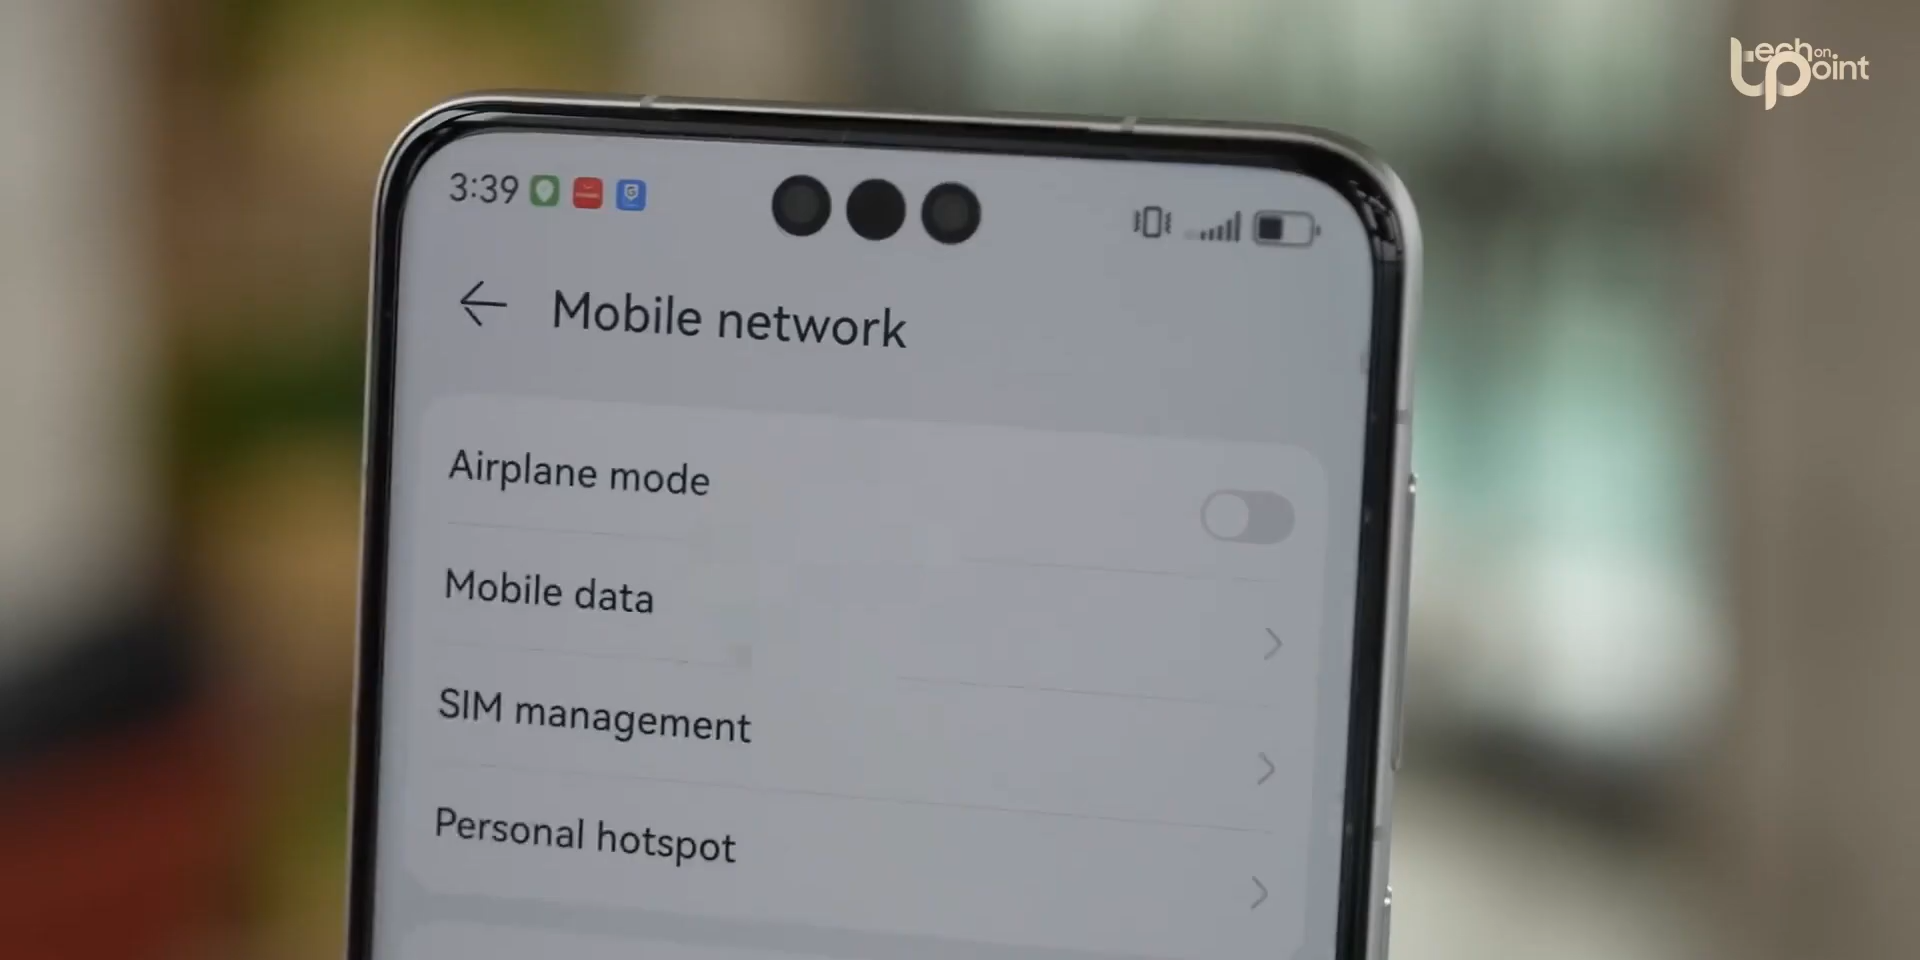 Tech on Point
3:39
Mobile network
Airplane mode
Mobile data
SIM management
Personal hotspot